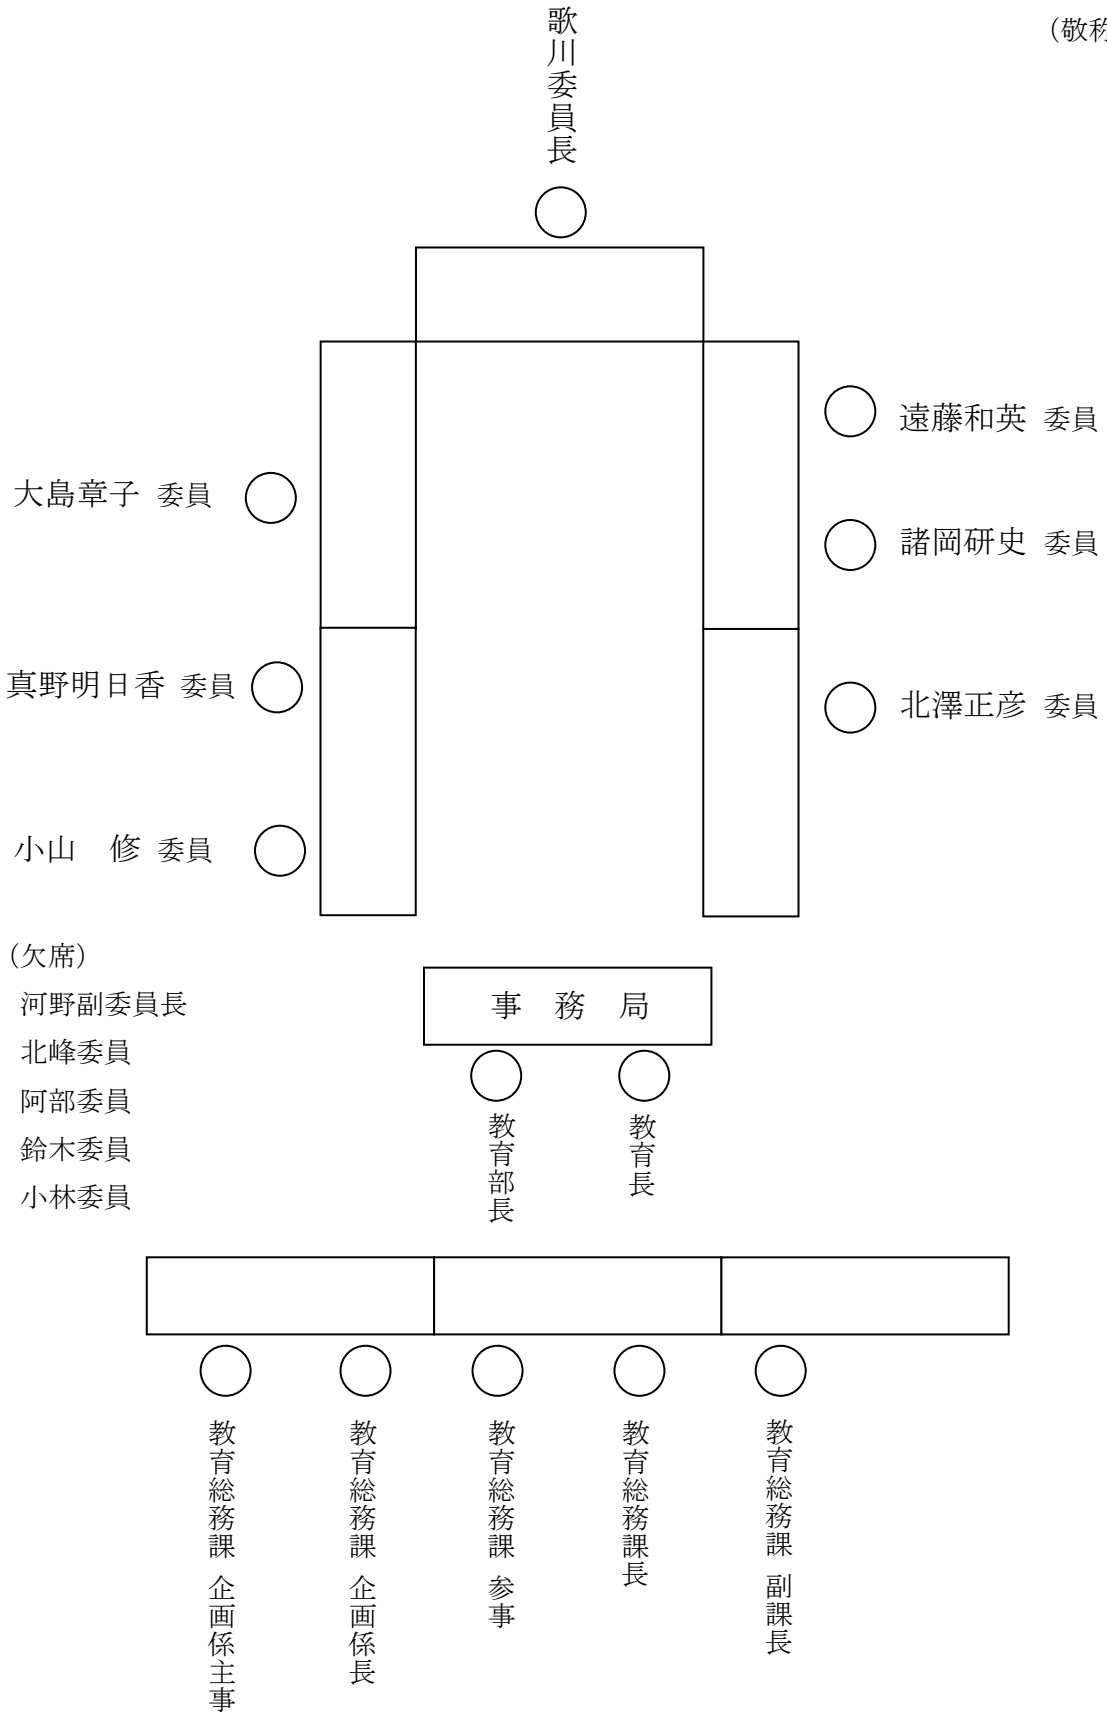 (敬称
歌川委員長
遠藤和英 委員
大島章子 委員
諸岡研史 委員
真野明日香 委員
北澤正彦 委員
小山　修 委員
(欠席)
河野副委員長
北峰委員
阿部委員
鈴木委員
小林委員
事　務　局
教育部長
教育長
教育総務課 企画係主事
教育総務課 企画係長
教育総務課 参事
教育総務課長
教育総務課 副課長